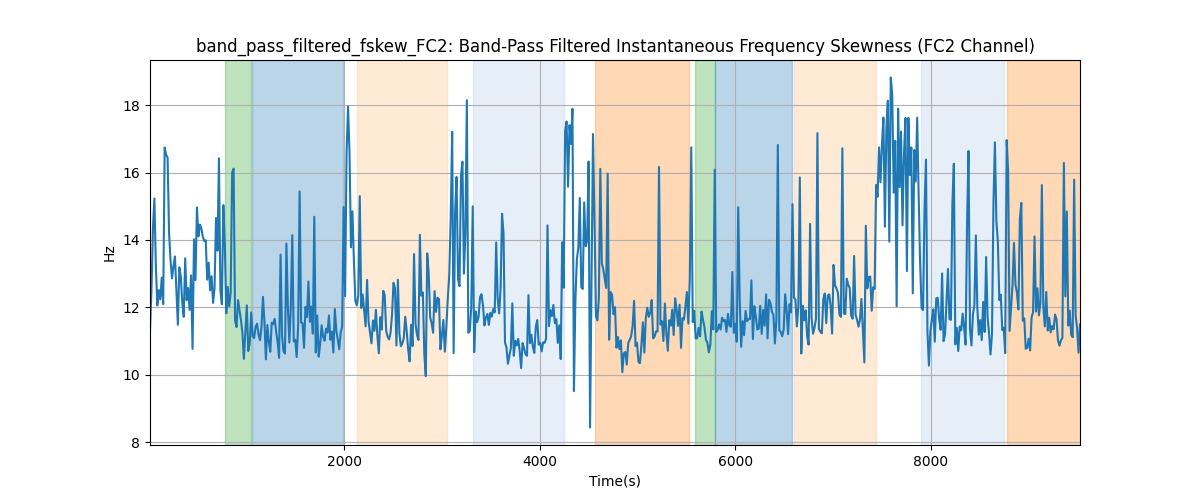 band_pass_filtered_fskew_FC2: Band-Pass Filtered Instantaneous Frequency Skewness (FC2 Channel)
18
16
14
12
10
8
Hz
2000 4000 6000 8000
Time(s)